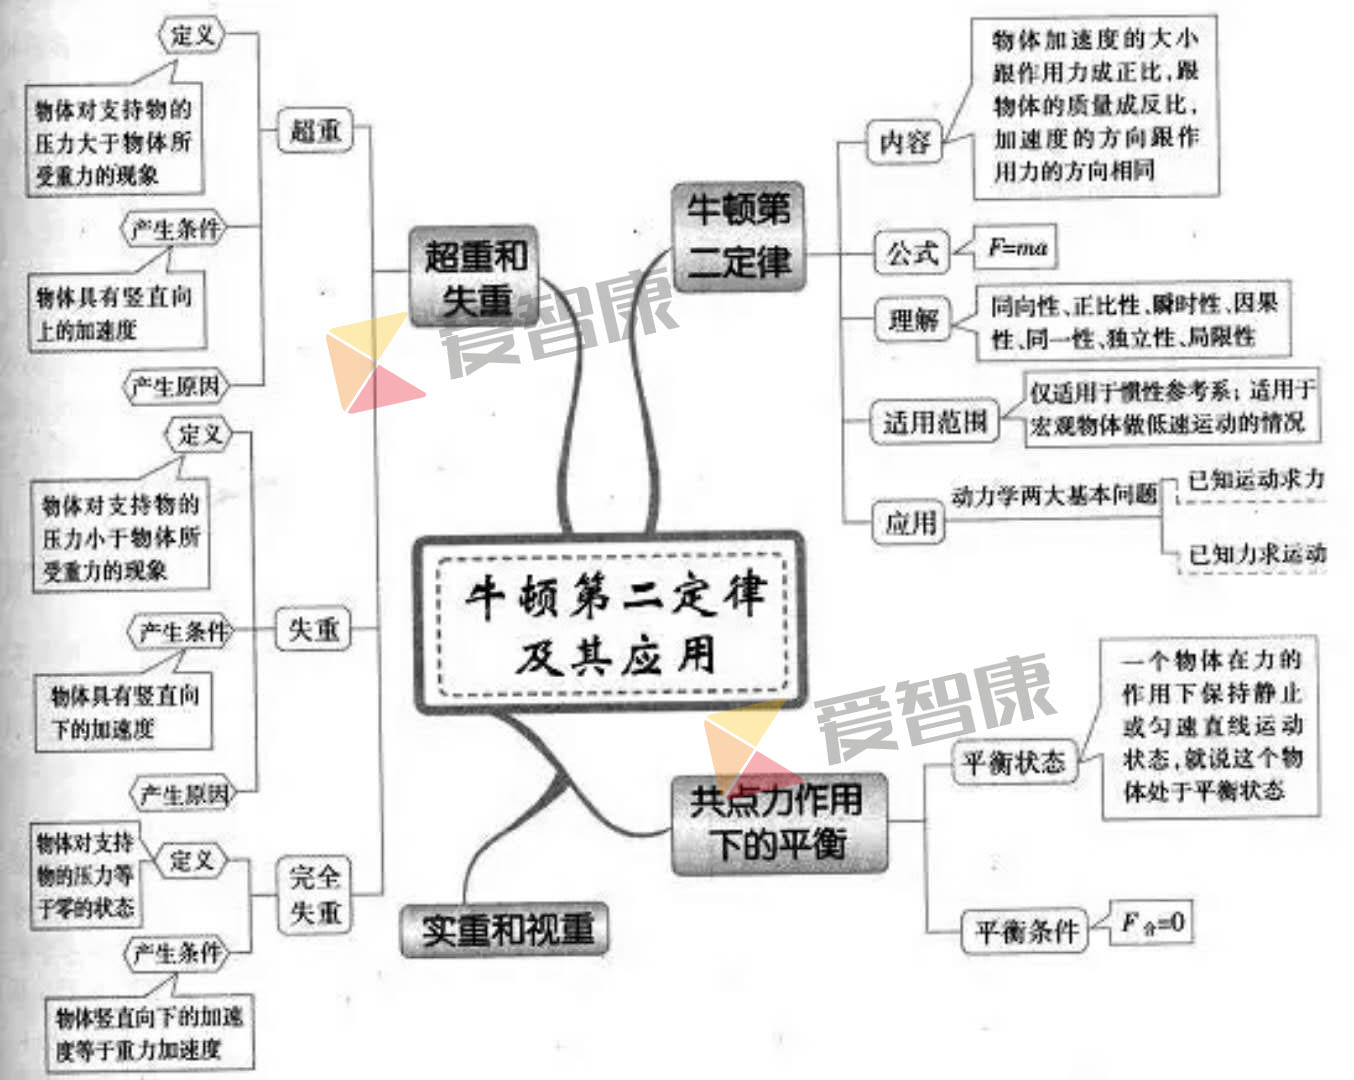 牛顿第二定律
及其应用
牛顿第
二定律
内容
物体加速度的大小
跟作用力成正比,跟
物体的质量成反比,
加速度的方向跟作
用力的方向相同
公式
F=ma
理解
同向性、正比性、瞬时性、因果
性、同一性、独立性、局限性
适用范围
仅适用于惯性参考系;适用于
宏观物体做低速运动的情况
应用
动力学两大基本问题
已知运动求力
已知力求运动
超重和
失重
超重
定义
物体对支持物的
压力大于物体所
受重力的现象
产生条件
物体具有竖直向
上的加速度
产生原因
失重
定义
物体对支持物的
压力小于物体所
受重力的现象
产生条件
物体具有竖直向
下的加速度
产生原因
完全
失重
定义
物体对支持
物的压力等
于零的状态
产生条件
物体竖直向下的加速
度等于重力加速度
共点力作用
下的平衡
平衡状态
一个物体在力的
作用下保持静止
或匀速直线运动
状态,就说这个物
体处于平衡状态
平衡条件
F合=0
实重和视重
爱智康
爱智康